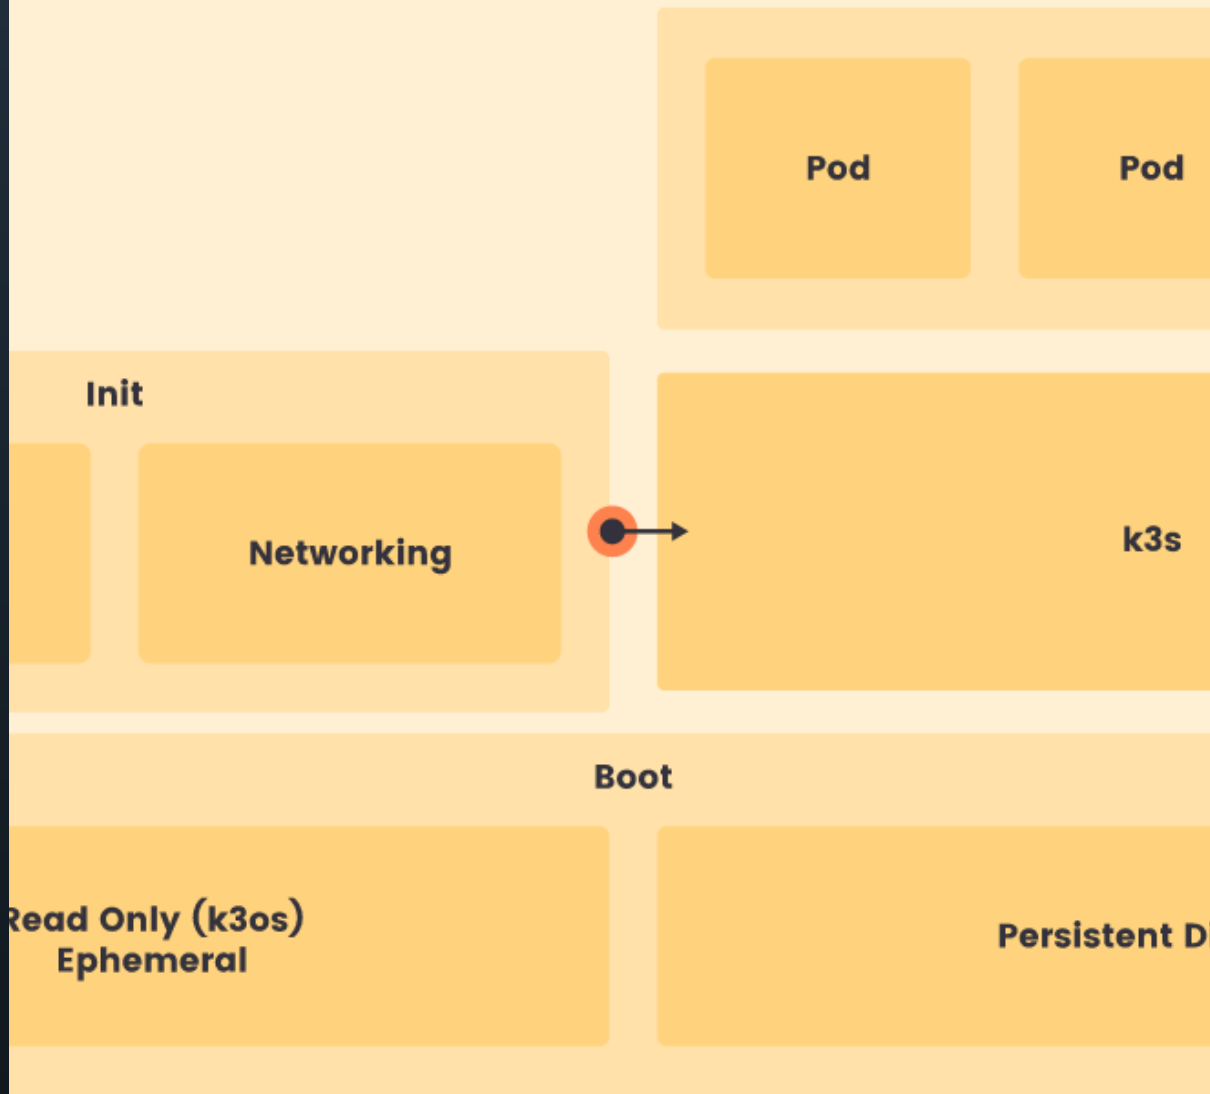 Pod
Pod
Init
Networking
k3s
Boot
Read Only (k3os)
Ephemeral
Persistent